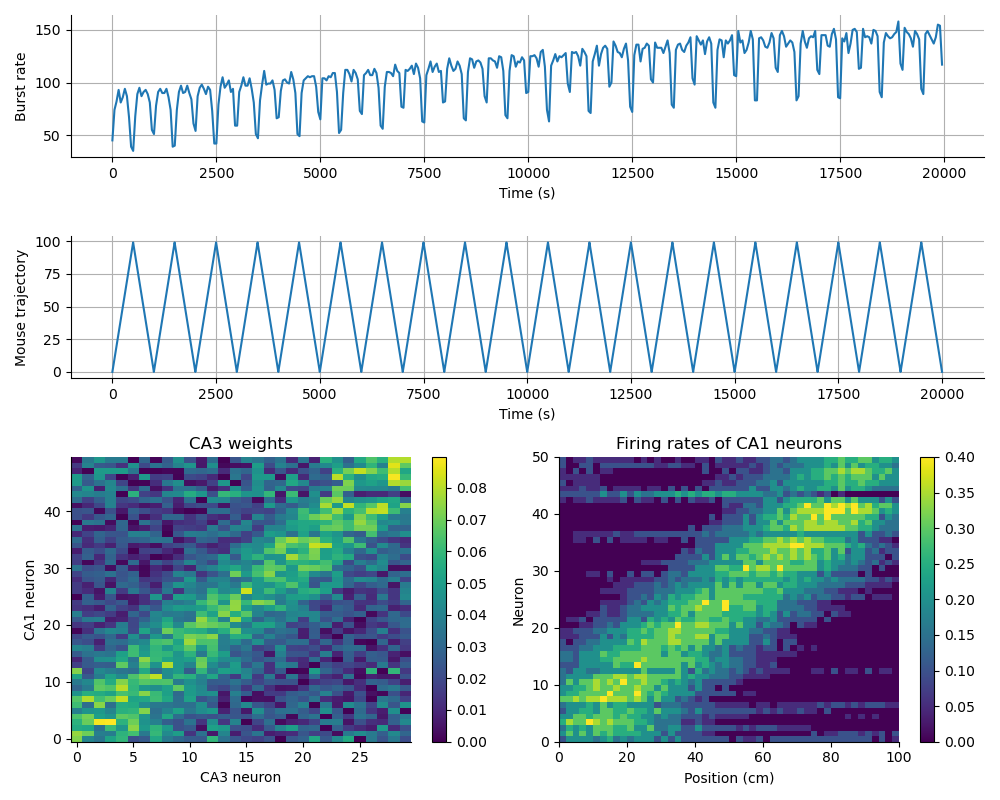 150
100
50
Burst rate
0 2500 5000 7500 10000 12500 15000 17500 20000
Time (s)
100
75
50
25
0
Mouse trajectory
0 2500 5000 7500 10000 12500 15000 17500 20000
Time (s)
CA3 weights
40
30
20
10
0
CA1 neuron
0 5 10 15 20 25
CA3 neuron
0.08
0.07
0.06
0.05
0.04
0.03
0.02
0.01
0.00
Firing rates of CA1 neurons
50
40
30
20
10
0
Neuron
0 20 40 60 80 100
Position (cm)
0.40
0.35
0.30
0.25
0.20
0.15
0.10
0.05
0.00